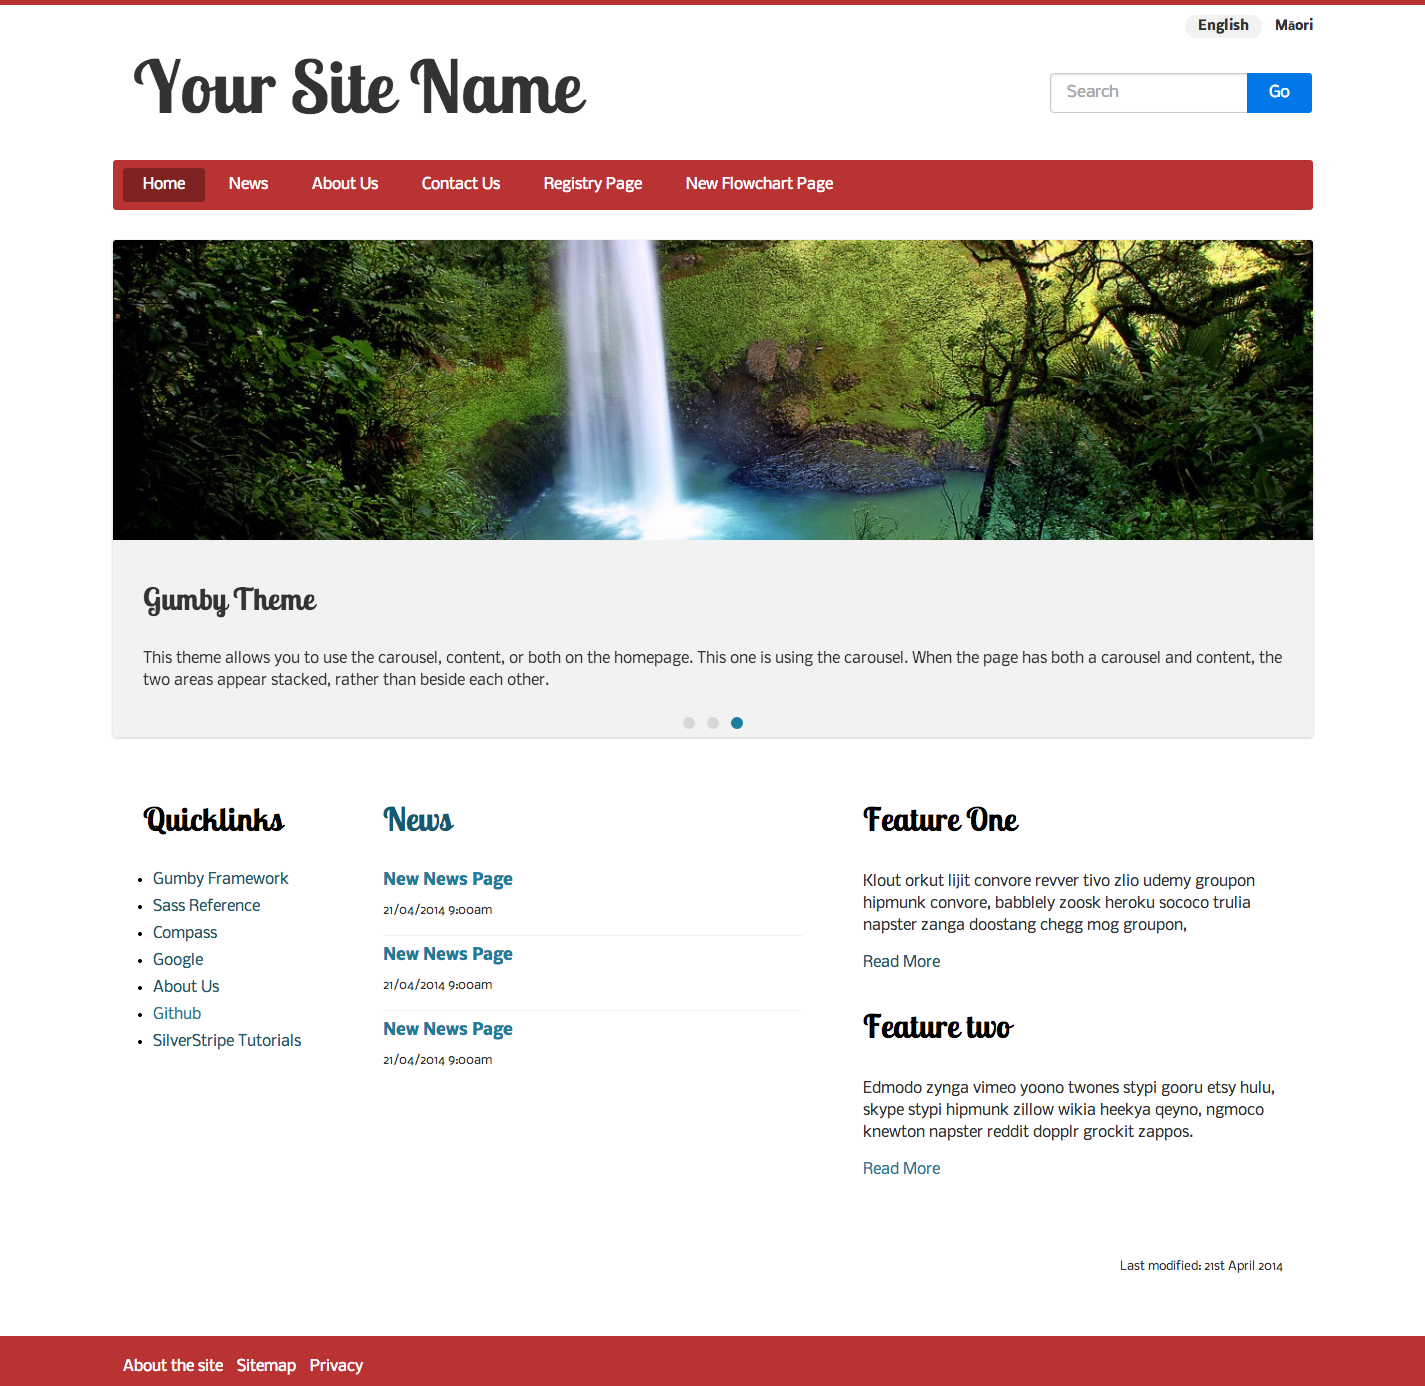 English Māori
Your Site Name
Search Go
Home News About Us Contact Us Registry Page New Flowchart Page
Gumby Theme
This theme allows you to use the carousel, content, or both on the homepage. This one is using the carousel. When the page has both a carousel and content, the
two areas appear stacked, rather than beside each other.
Quicklinks
Gumby Framework
Sass Reference
Compass
Google
About Us
Github
SilverStripe Tutorials
News
New News Page
21/04/2014 9:00am
New News Page
21/04/2014 9:00am
New News Page
21/04/2014 9:00am
Feature One
Klout orkut lijit convore revver tivo zlio udemy groupon
hipmunk convore, babblely zoosk heroku sococo trulia
napster zanga doostang chegg mog groupon,
Read More
Feature two
Edmodo zynga vimeo yoono twones stypi gooru etsy hulu,
skype stypi hipmunk zillow wikia heekya qeyno, ngmoco
knewton napster reddit dopplr grockit zappos.
Read More
Last modified: 21st April 2014
About the site Sitemap Privacy